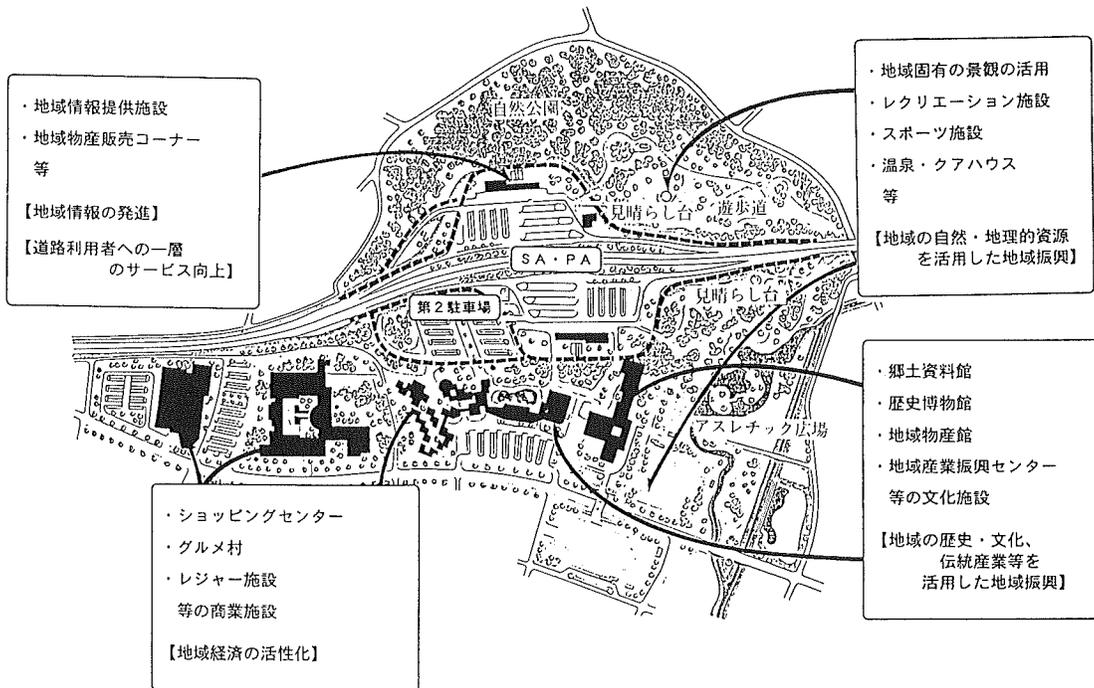 ・地域情報提供施設
・地域物産販売コーナー
等
【地域情報の発進】
【道路利用者への一層
のサービス向上】
・地域固有の景観の活用
・レクリエーション施設
・スポーツ施設
・温泉・クアハウス
等
【地域の自然・地理的資源
を活用した地域振興】
自然公園
見晴らし台
遊歩道
SA・PA
見晴らし台
第2駐車場
アスレチック広場
・郷土資料館
・歴史博物館
・地域物産館
・地域産業振興センター
等の文化施設
【地域の歴史・文化、
伝統産業等を
活用した地域振興】
・ショッピングセンター
・グルメ村
・レジャー施設
等の商業施設
【地域経済の活性化】